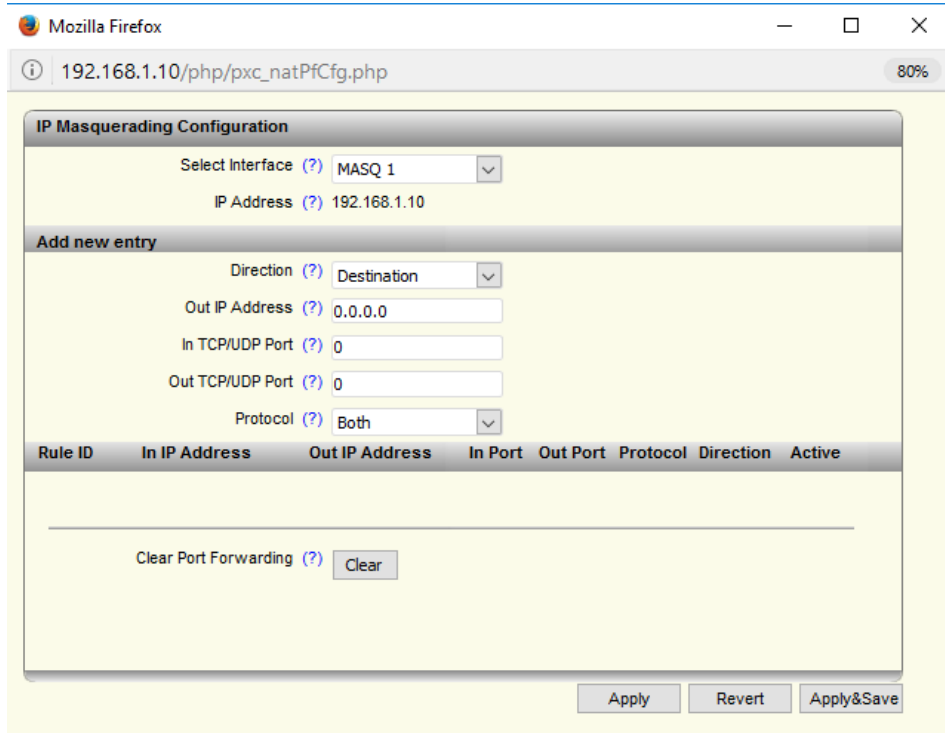 Mozilla Firefox
192.168.1.10/php/pxc_natPfCfg.php 80%
IP Masquerading Configuration
Select Interface (?) MASQ 1
IP Address (?) 192.168.1.10
Add new entry
Direction (?) Destination
Out IP Address (?) 0.0.0.0
In TCP/UDP Port (?) 0
Out TCP/UDP Port (?) 0
Protocol (?) Both
Rule ID In IP Address Out IP Address In Port Out Port Protocol Direction Active
Clear Port Forwarding (?) Clear
Apply Revert Apply&Save